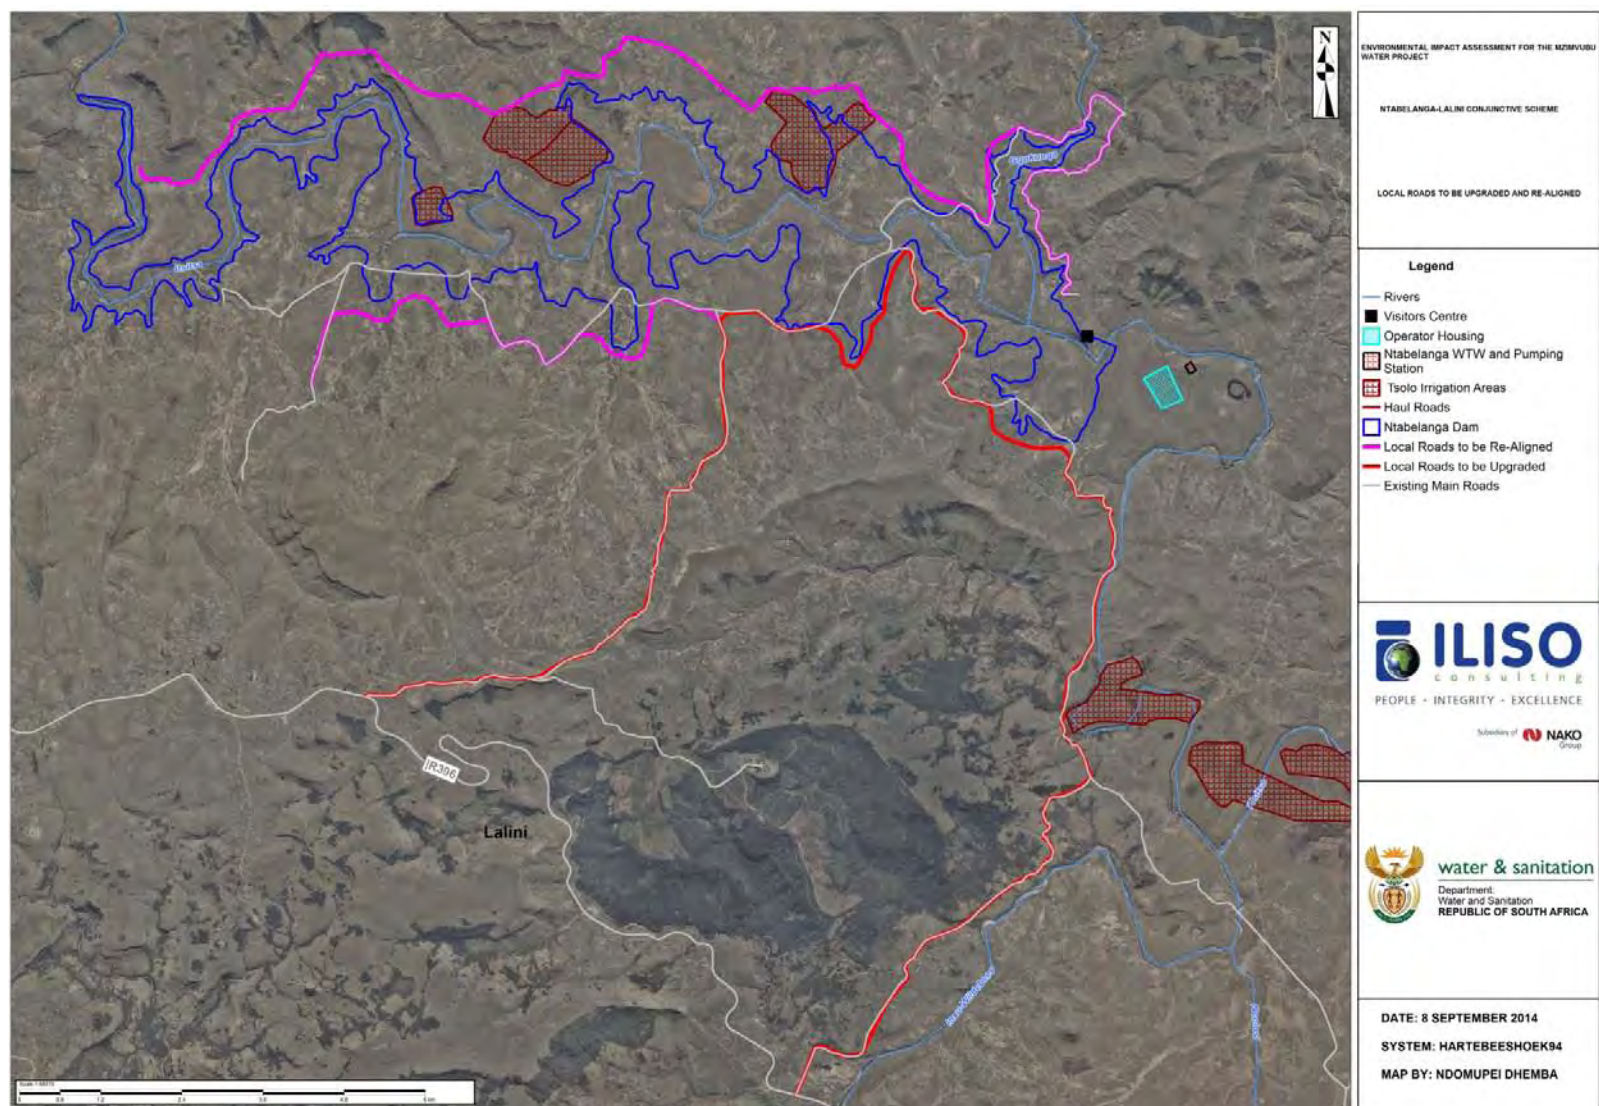 N
ENVIRONMENTAL IMPACT ASSESSMENT FOR THE MZIMVUBU
WATER PROJECT
NTABELANGA-LALINI CONJUNCTIVE SCHEME
LOCAL ROADS TO BE UPGRADED AND RE-ALIGNED
Legend
Rivers
Visitors Centre
Operator Housing
Ntabelanga WTW and Pumping
Station
Tsolo Irrigation Areas
Haul Roads
Ntabelanga Dam
Local Roads to be Re-Aligned
Local Roads to be Upgraded
Existing Main Roads
ILISO
consulting
PEOPLE - INTEGRITY - EXCELLENCE
Subsidiary of NAKO
Group
water & sanitation
Department:
Water and Sanitation
REPUBLIC OF SOUTH AFRICA
DATE: 8 SEPTEMBER 2014
SYSTEM: HARTEBEESHOEK94
MAP BY: NDOMUPEI DHEMBA
IR396
Lalini